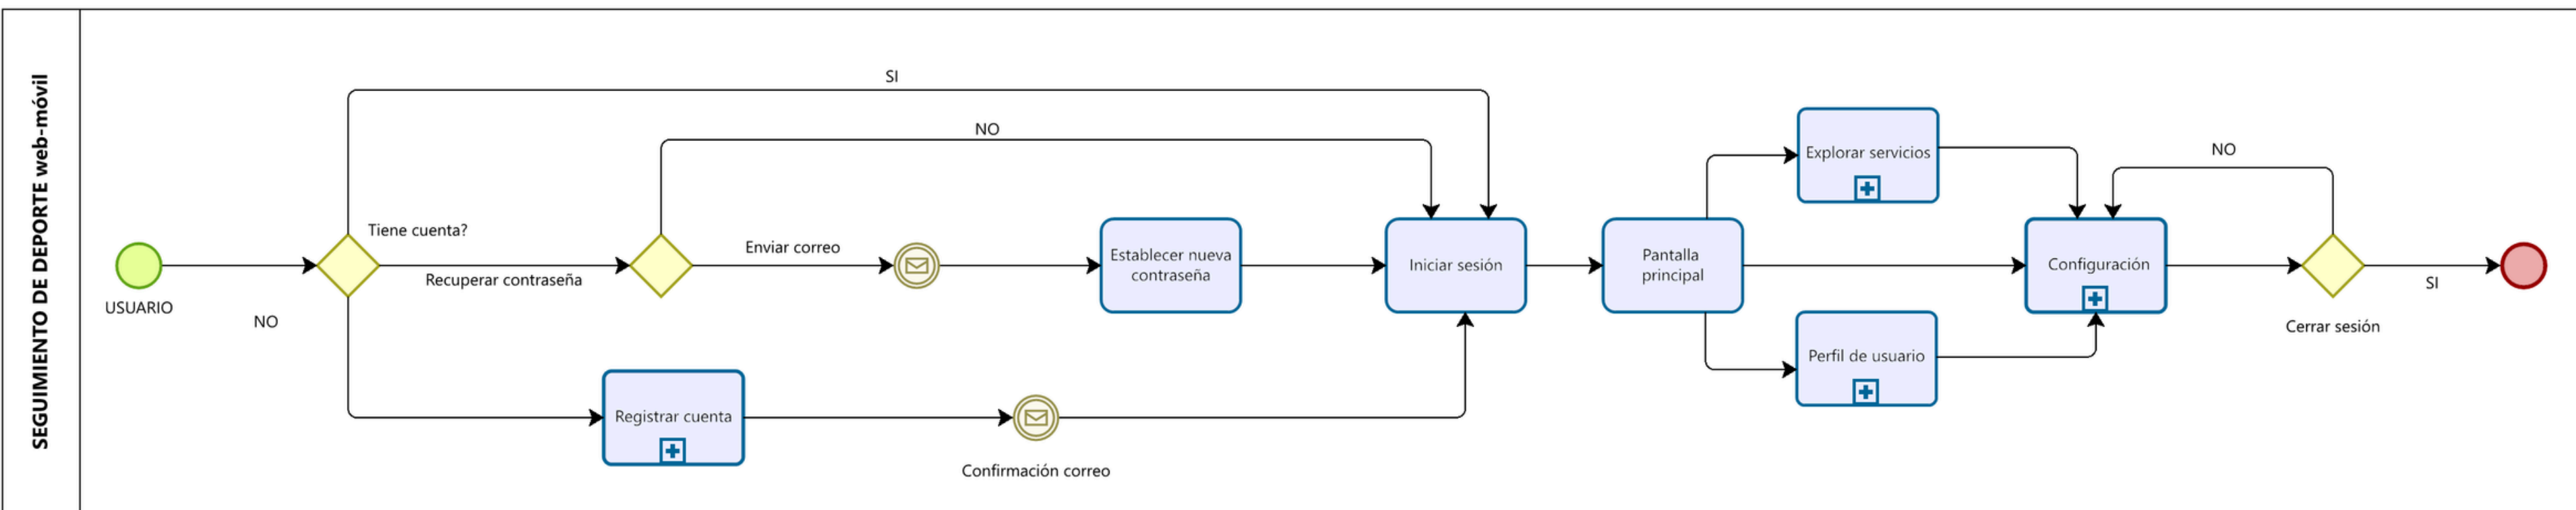 SEGUIMIENTO DE DEPORTE web-móvil
USUARIO
NO
Tiene cuenta?
SI
Recuperar contraseña
NO
Enviar correo
Establecer nueva
contraseña
Registrar cuenta
Confirmación correo
Iniciar sesión
Pantalla
principal
Explorar servicios
Perfil de usuario
Configuración
NO
Cerrar sesión
SI